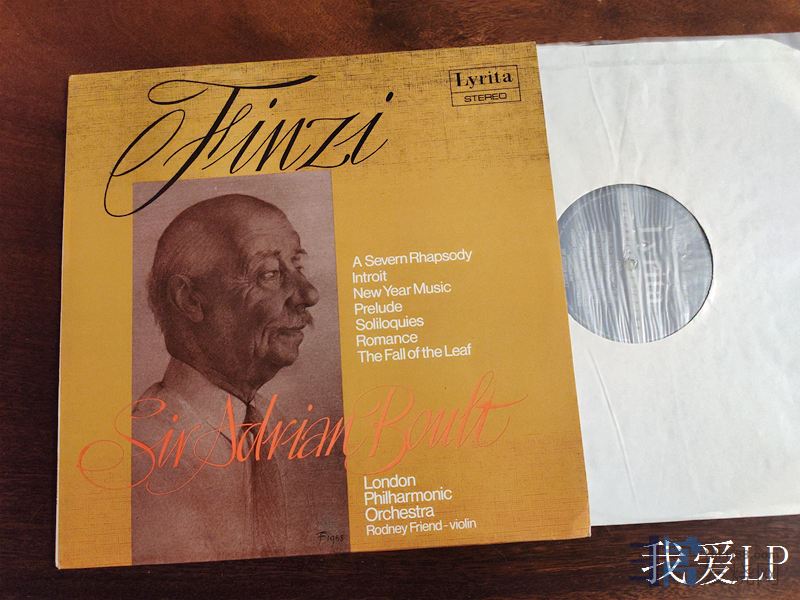 Finzi
Lyrita
STEREO
A Severn Rhapsody
Introit
New Year Music
Prelude
Soliloquies
Romance
The Fall of the Leaf
Sir Adrian Boult
London
Philharmonic
Orchestra
Rodney Friend - violin
我爱LP